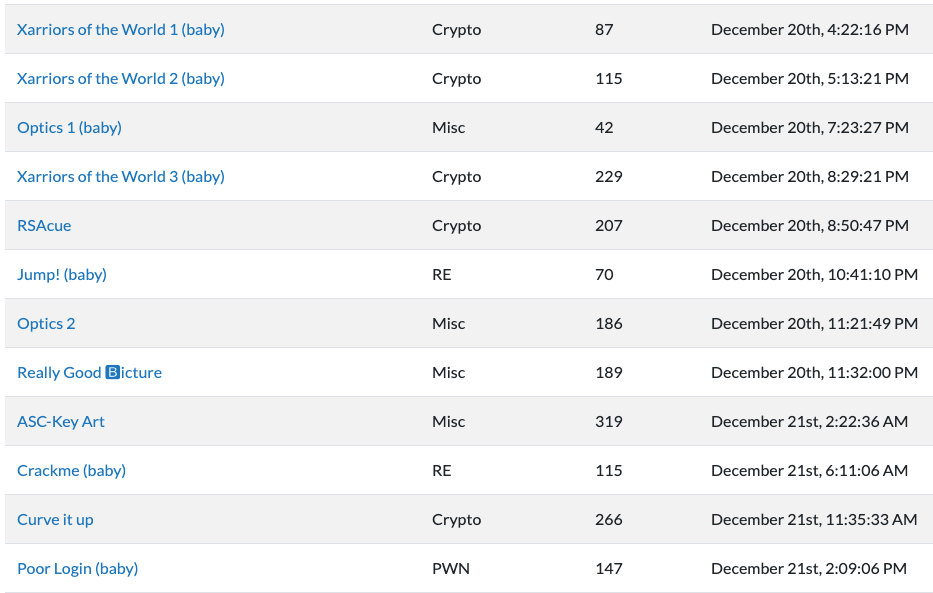 Xarriors of the World 1 (baby) Crypto 87 December 20th, 4:22:16 PM
Xarriors of the World 2 (baby) Crypto 115 December 20th, 5:13:21 PM
Optics 1 (baby) Misc 42 December 20th, 7:23:27 PM
Xarriors of the World 3 (baby) Crypto 229 December 20th, 8:29:21 PM
RSAcue Crypto 207 December 20th, 8:50:47 PM
Jump! (baby) RE 70 December 20th, 10:41:10 PM
Optics 2 Misc 186 December 20th, 11:21:49 PM
Really Good 🅱icture Misc 189 December 20th, 11:32:00 PM
ASC-Key Art Misc 319 December 21st, 2:22:36 AM
Crackme (baby) RE 115 December 21st, 6:11:06 AM
Curve it up Crypto 266 December 21st, 11:35:33 AM
Poor Login (baby) PWN 147 December 21st, 2:09:06 PM